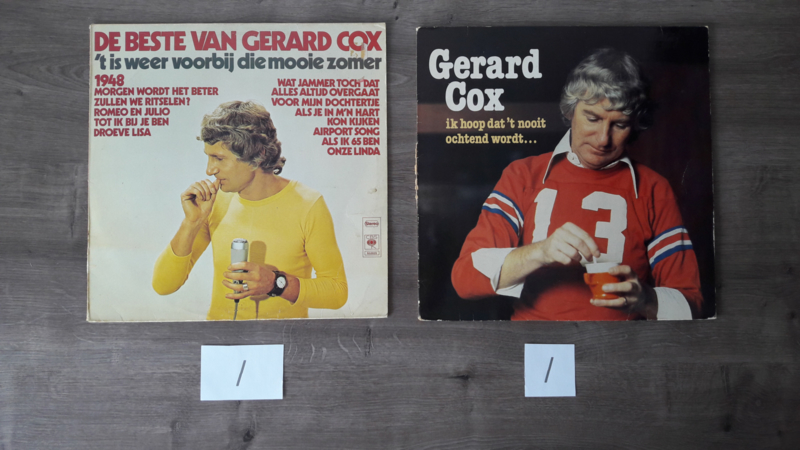 DE BESTE VAN GERARD COX
't is weer voorbij die mooie zomer
1948
MORGEN WORDT HET BETER
ZULLEN WE RITSELEN?
ROMEO EN JULIO
TOT IK BIJ JE BEN
DROEVE LISA
WAT JAMMER TOCH DAT
ALLES ALTIJD OVERGAAT
VOOR MIJN DOCHTERTJE
ALS JE IN M'N HART
KON KIJKEN
AIRPORT SONG
ALS IK 65 BEN
ONZE LINDA
Gerard
Cox
ik hoop dat 't nooit
ochtend wordt...
13
/
/